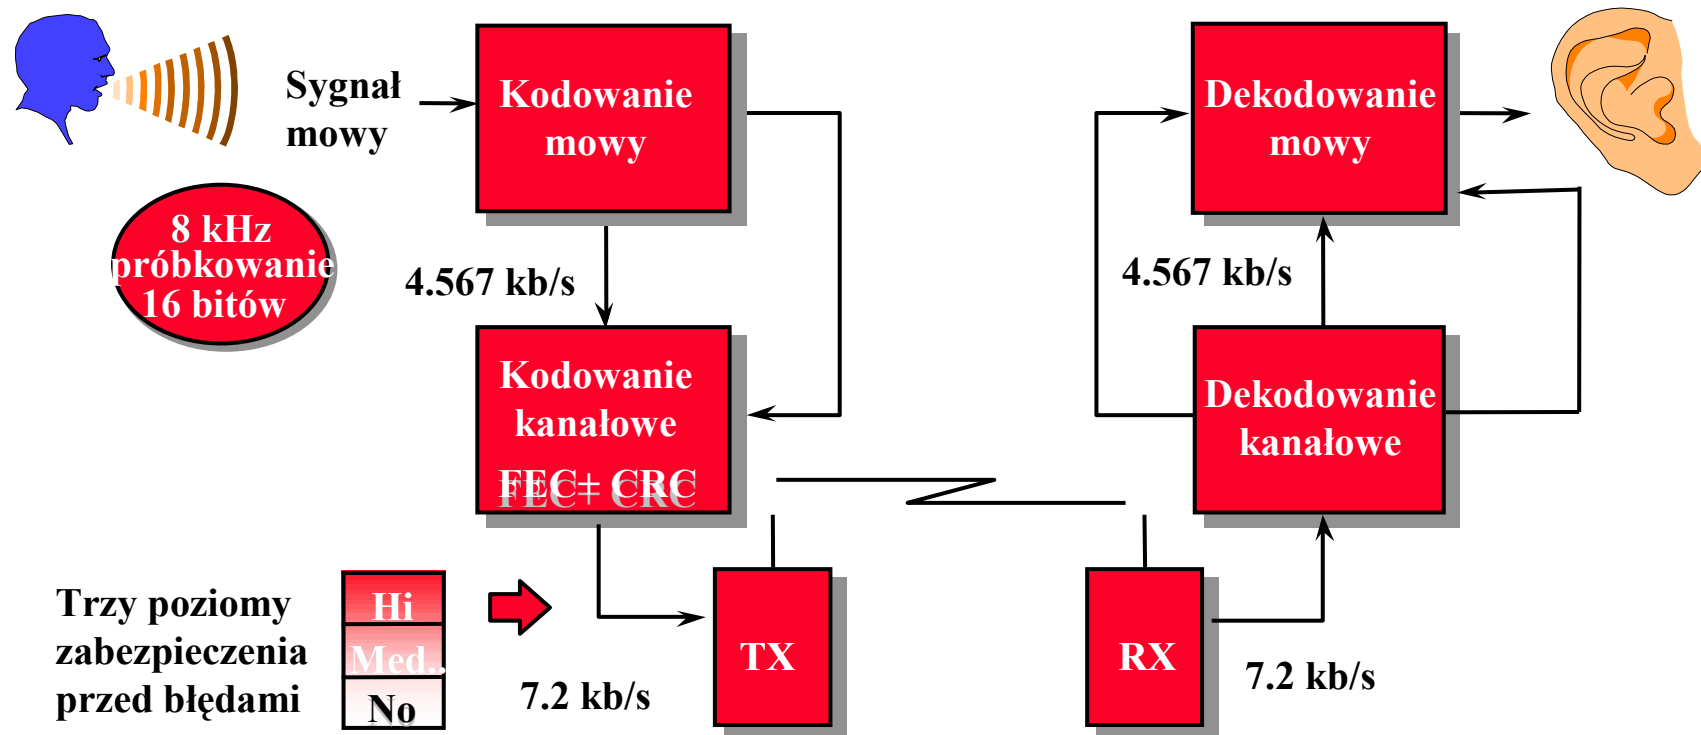 Sygnał
mowy
Kodowanie
mowy
Dekodowanie
mowy
8 kHz
próbkowanie
16 bitów
4.567 kb/s
4.567 kb/s
Kodowanie
kanałowe
FEC+ CRC
Dekodowanie
kanałowe
Trzy poziomy
zabezpieczenia
przed błędami
Hi
Med..
No
7.2 kb/s
TX
RX
7.2 kb/s